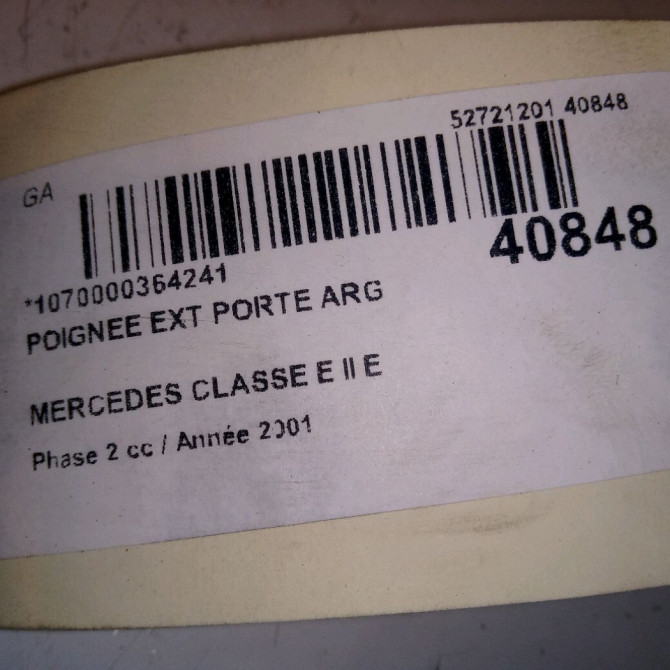 52721201 40848
GA
40848
*1070000364241
POIGNEE EXT PORTE ARG
MERCEDES CLASSE E II E
Phase 2 cc / Année 2001